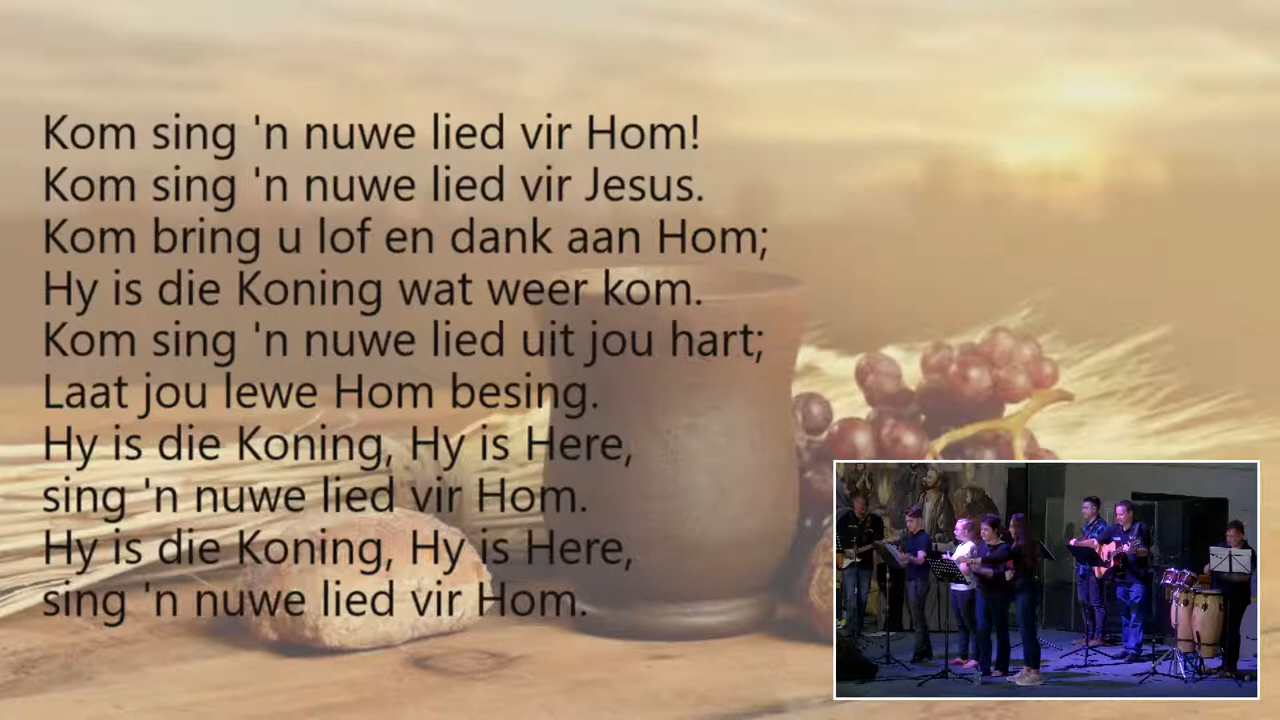 Kom sing 'n nuwe lied vir Hom!
Kom sing 'n nuwe lied vir Jesus.
Kom bring u lof en dank aan Hom;
Hy is die Koning wat weer kom.
Kom sing 'n nuwe lied uit jou hart;
Laat jou lewe Hom besing.
Hy is die Koning, Hy is Here,
sing 'n nuwe lied vir Hom.
Hy is die Koning, Hy is Here,
sing 'n nuwe lied vir Hom.